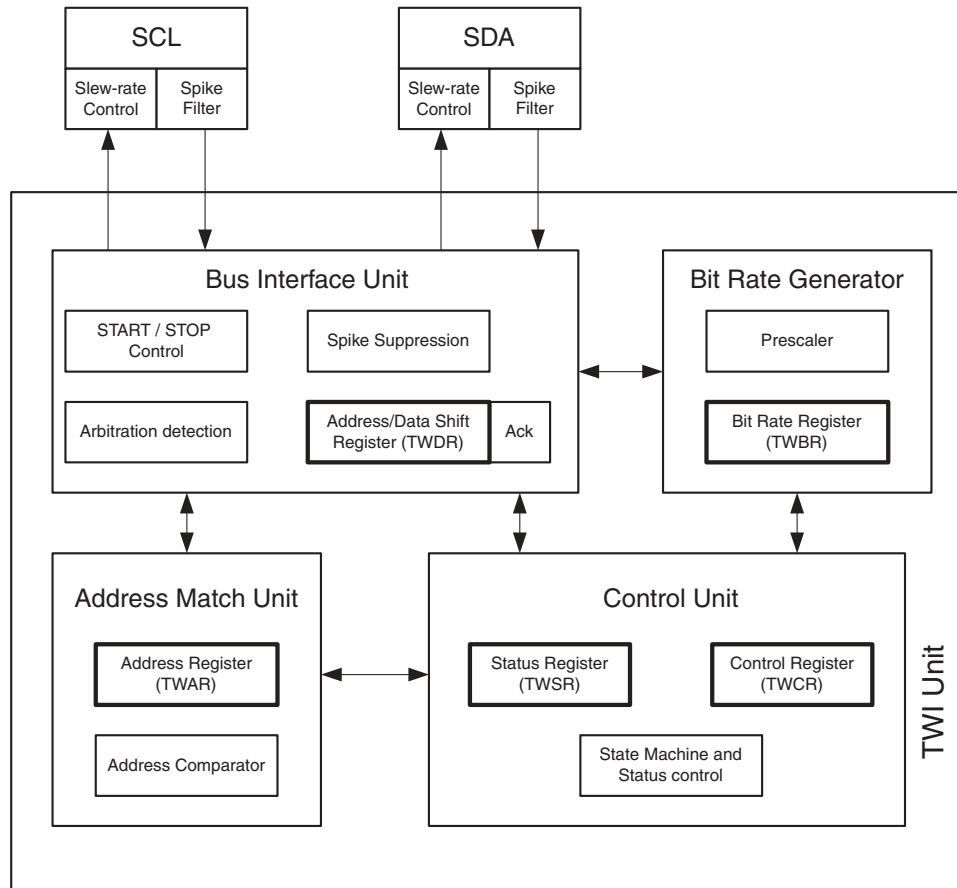 SCL
SDA
Slew-rate
Control
Spike
Filter
Slew-rate
Control
Spike
Filter
Bus Interface Unit
START / STOP
Control
Spike Suppression
Arbitration detection
Address/Data Shift
Register (TWDR)
Ack
Bit Rate Generator
Prescaler
Bit Rate Register
(TWBR)
Address Match Unit
Address Register
(TWAR)
Address Comparator
Control Unit
Status Register
(TWSR)
Control Register
(TWCR)
State Machine and
Status control
TWI Unit